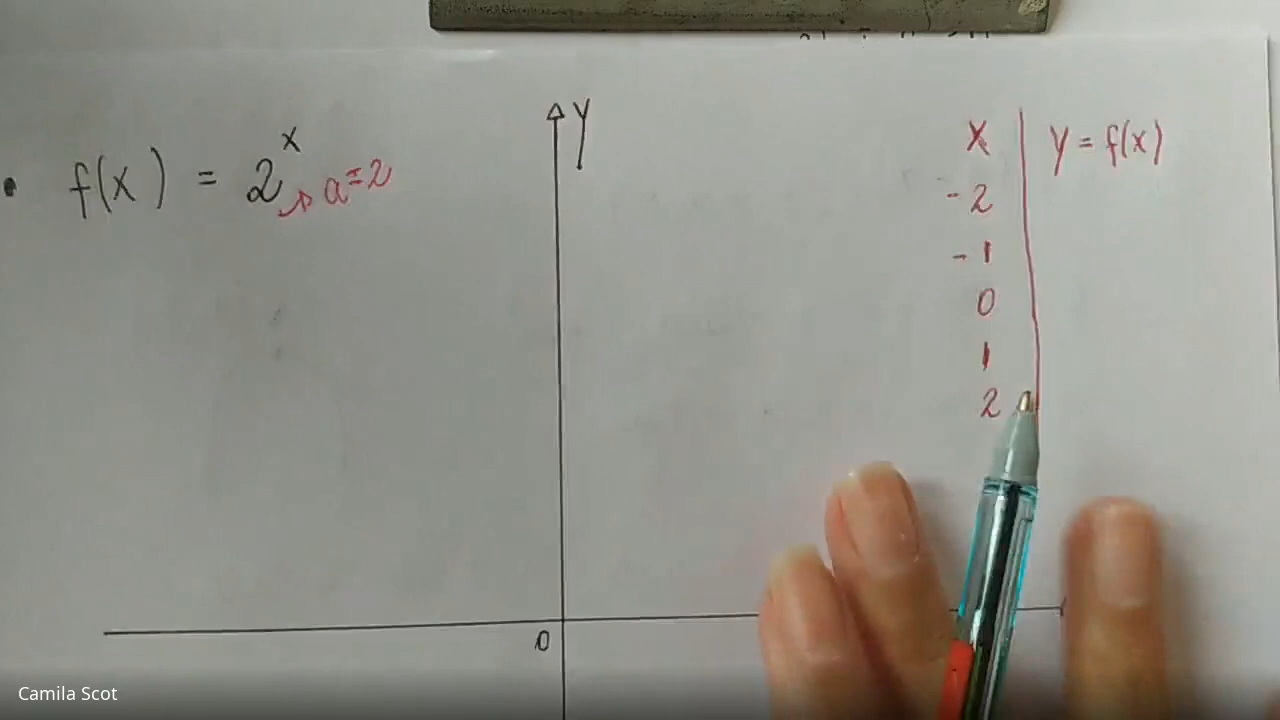 • f(x) = 2^x → a = 2
y
x | y = f(x)
-2
-1
0
1
2
0
Camila Scot